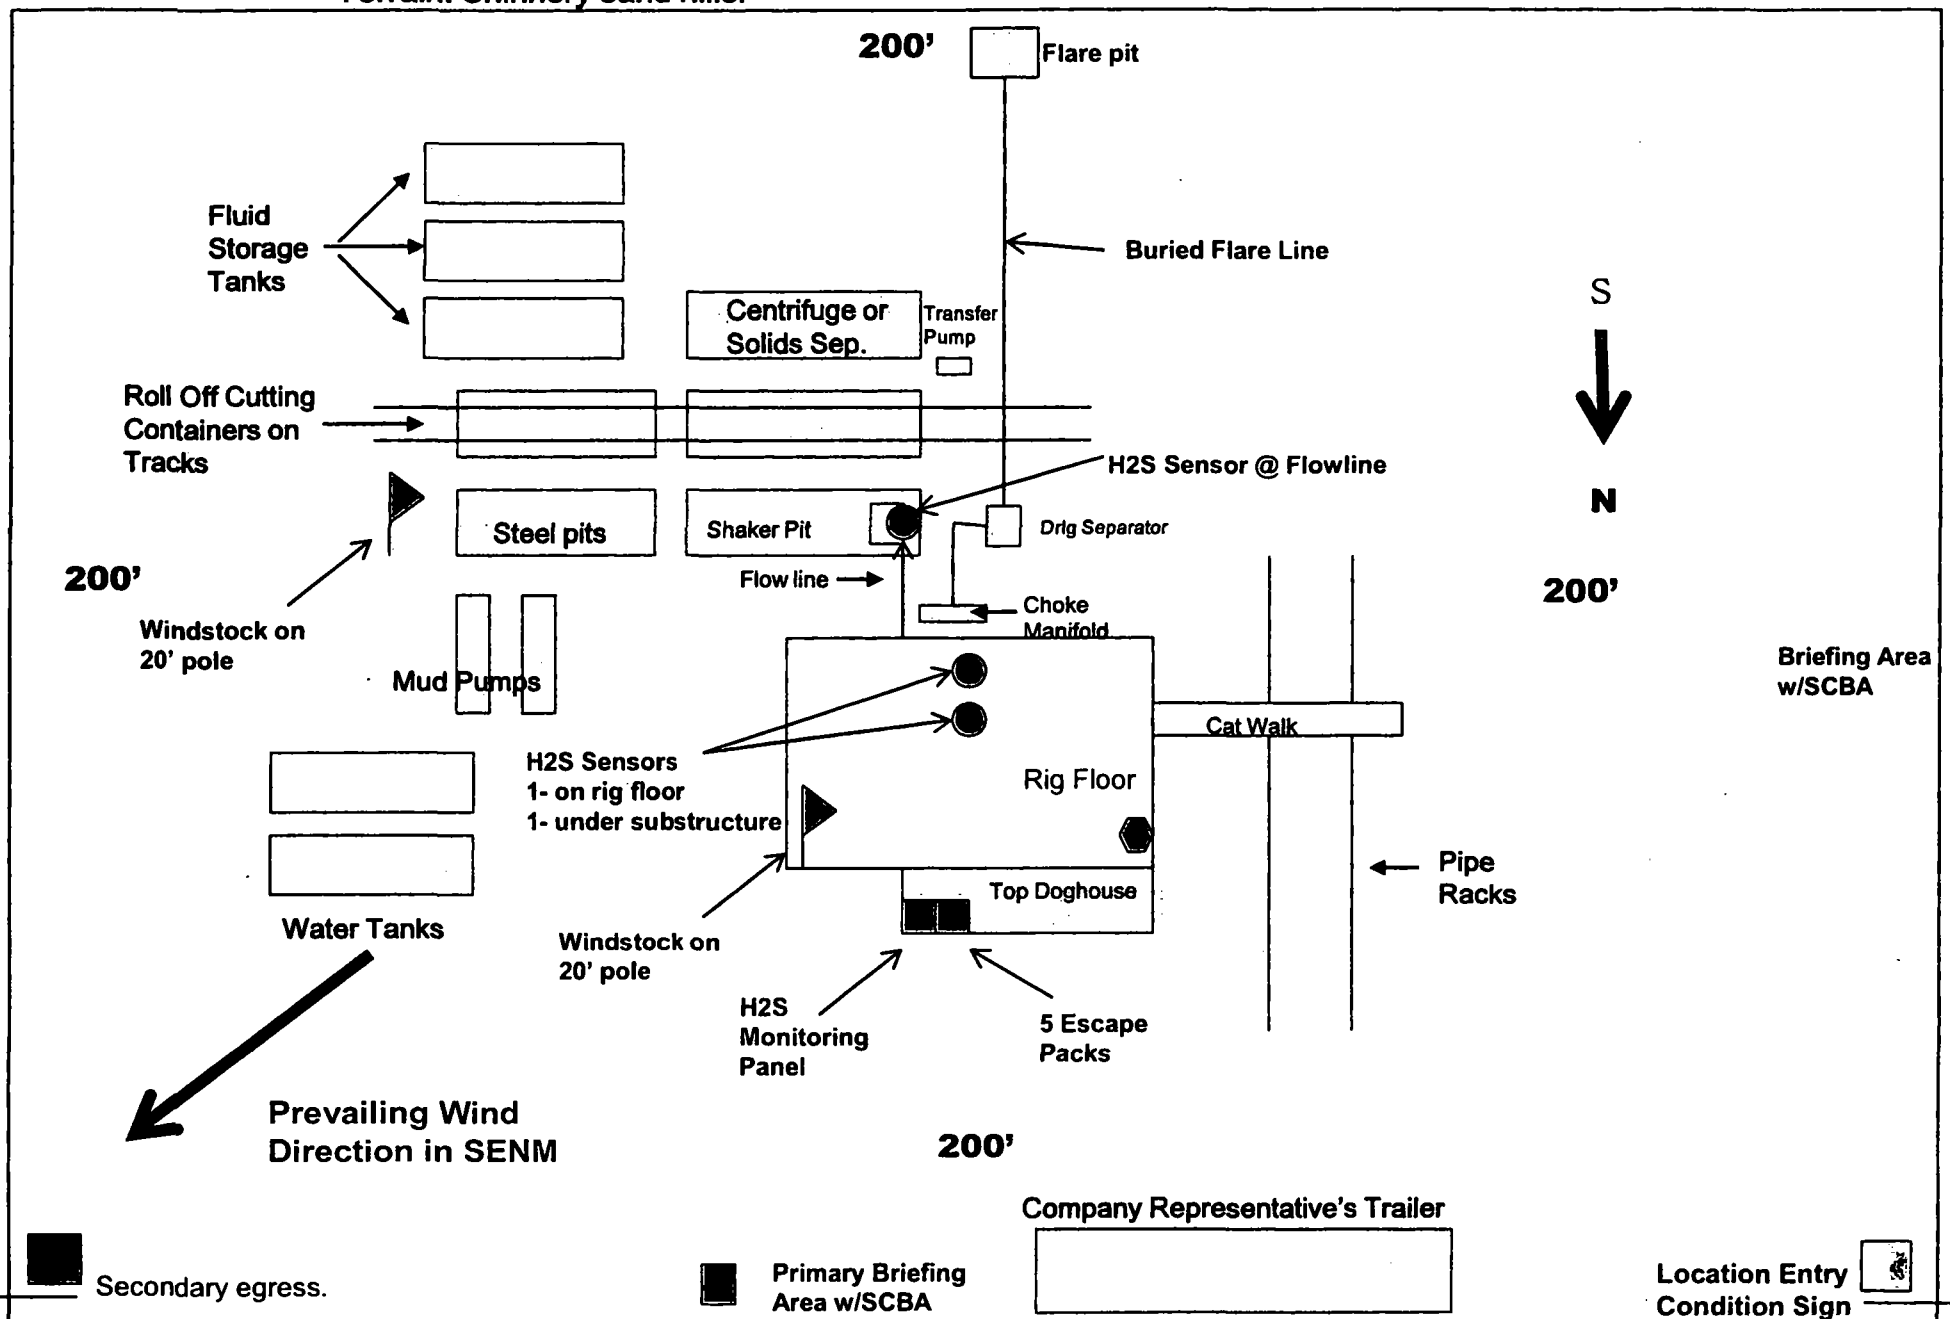 Terrain: Shinnery sand hills.
200'
Flare pit
Fluid
Storage
Tanks
Buried Flare Line
S
Centrifuge or
Solids Sep.
Transfer
Pump
Roll Off Cutting
Containers on
Tracks
H2S Sensor @ Flowline
N
Steel pits
Shaker Pit
Drlg Separator
200'
Flow line
200'
Choke
Manifold
Windstock on
20' pole
Briefing Area
w/SCBA
Mud Pumps
Cat Walk
H2S Sensors
1- on rig floor
1- under substructure
Rig Floor
Pipe
Racks
Top Doghouse
Water Tanks
Windstock on
20' pole
H2S
Monitoring
Panel
5 Escape
Packs
Prevailing Wind
Direction in SENM
200'
Company Representative's Trailer
Secondary egress.
Primary Briefing
Area w/SCBA
Location Entry
Condition Sign